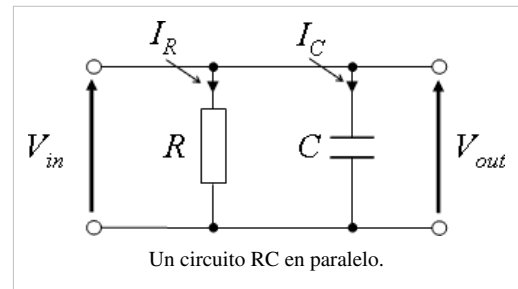 I_R I_C
V_in R C V_out
Un circuito RC en paralelo.